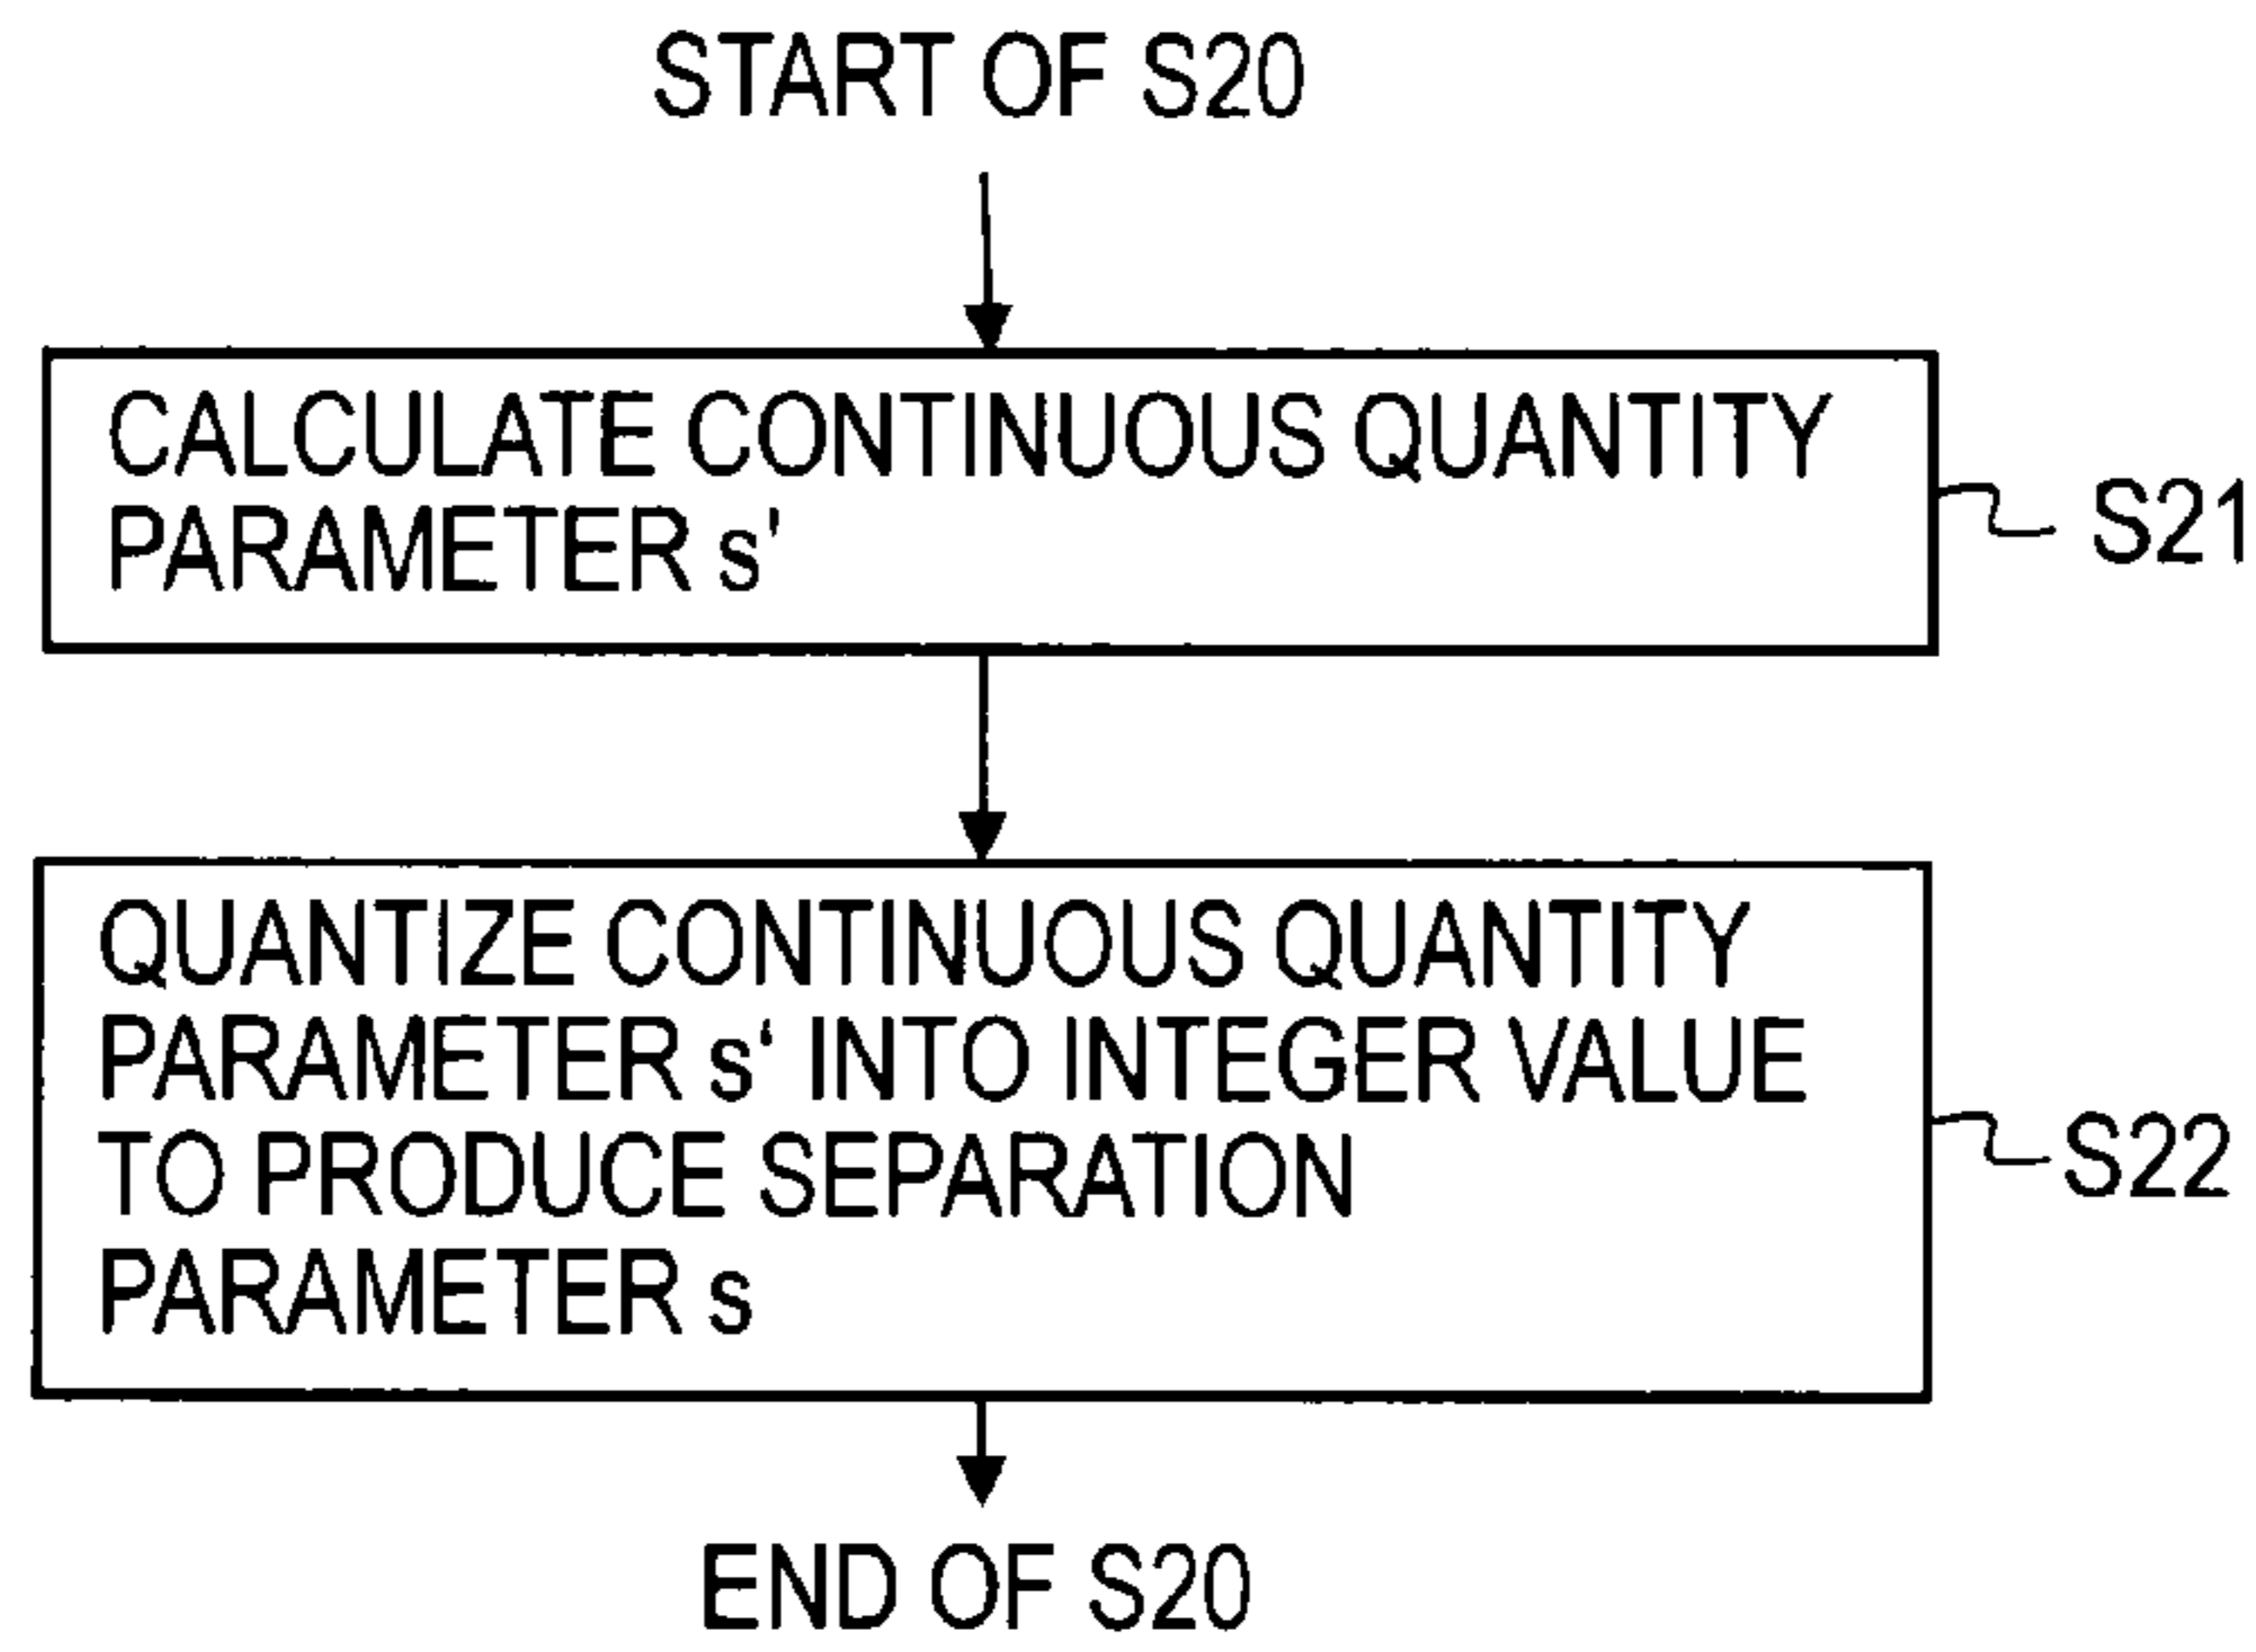 START OF S20
CALCULATE CONTINUOUS QUANTITY
PARAMETER s'
S21
QUANTIZE CONTINUOUS QUANTITY
PARAMETER s‘ INTO INTEGER VALUE
TO PRODUCE SEPARATION
PARAMETER s
S22
END OF S20